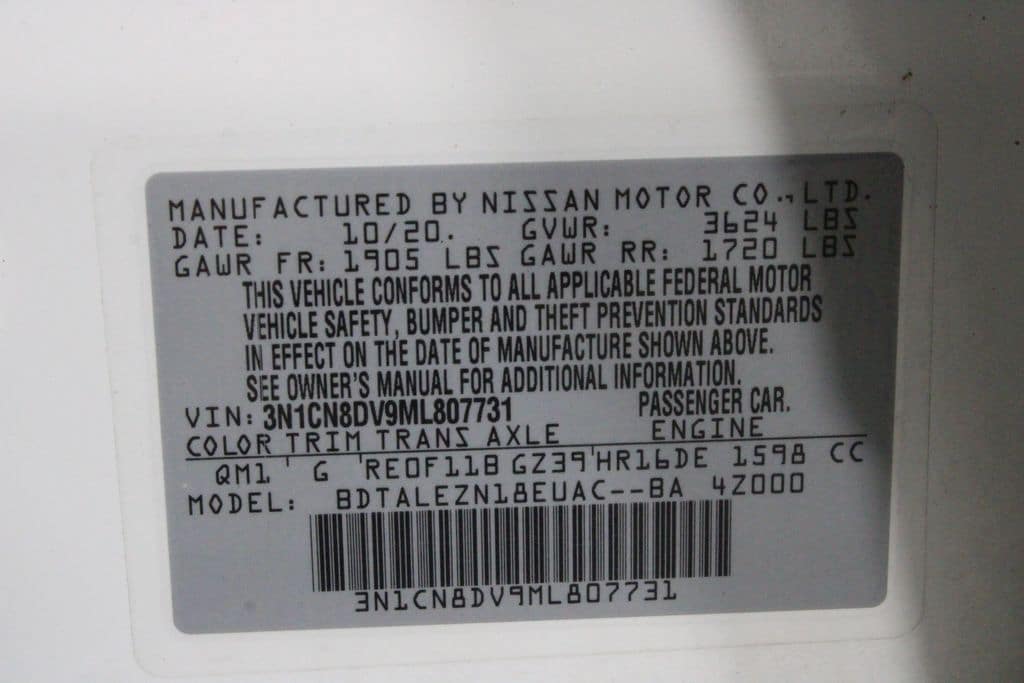 MANUFACTURED BY NISSAN MOTOR CO., LTD.
DATE: 10/20. GVWR: 3624 LBS
GAWR FR: 1905 LBS GAWR RR: 1720 LBS
THIS VEHICLE CONFORMS TO ALL APPLICABLE FEDERAL MOTOR
VEHICLE SAFETY, BUMPER AND THEFT PREVENTION STANDARDS
IN EFFECT ON THE DATE OF MANUFACTURE SHOWN ABOVE.
SEE OWNER'S MANUAL FOR ADDITIONAL INFORMATION.
VIN: 3N1CN8DV9ML807731 PASSENGER CAR.
COLOR TRIM TRANS AXLE ENGINE
QM1 ' G 'RE0F11B GZ39'HR16DE 1598 CC
MODEL: BDTALEZN18EUAC--BA 4Z000
3N1CN8DV9ML807731